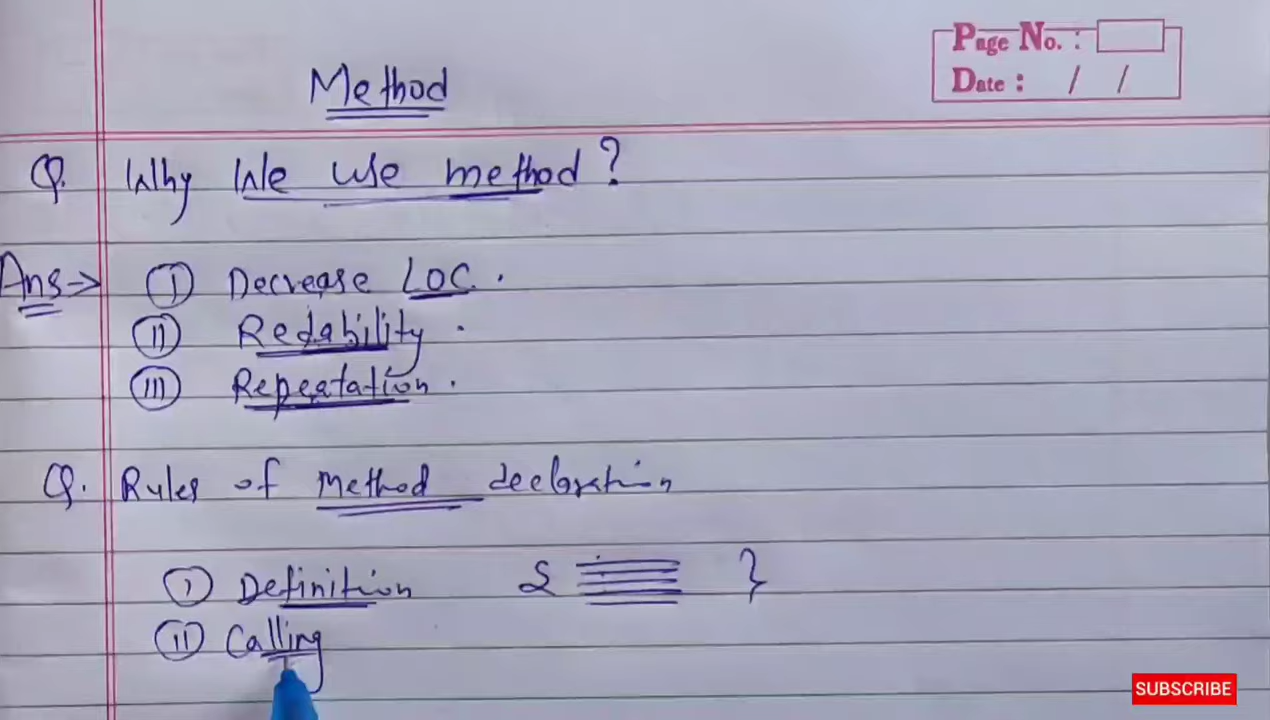 Page No. :
Date : / /
Method
Q. Why we use method ?
Ans-> (I) Decrease LOC.
(II) Redability.
(III) Repeatation.
Q. Rules of Method declaration
(I) Definition { }
(II) Calling
SUBSCRIBE